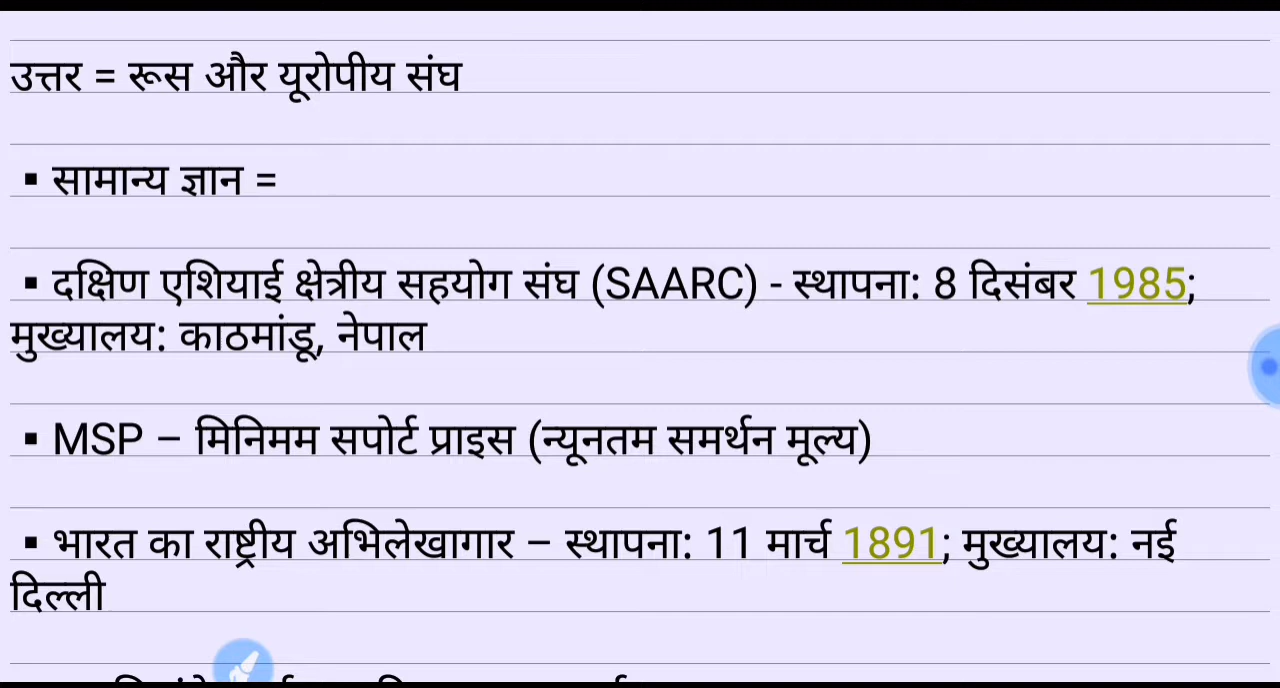 उत्तर = रूस और यूरोपीय संघ
▪ सामान्य ज्ञान =
▪ दक्षिण एशियाई क्षेत्रीय सहयोग संघ (SAARC) - स्थापना: 8 दिसंबर 1985;
मुख्यालय: काठमांडू, नेपाल
▪ MSP – मिनिमम सपोर्ट प्राइस (न्यूनतम समर्थन मूल्य)
▪ भारत का राष्ट्रीय अभिलेखागार – स्थापना: 11 मार्च 1891; मुख्यालय: नई
दिल्ली